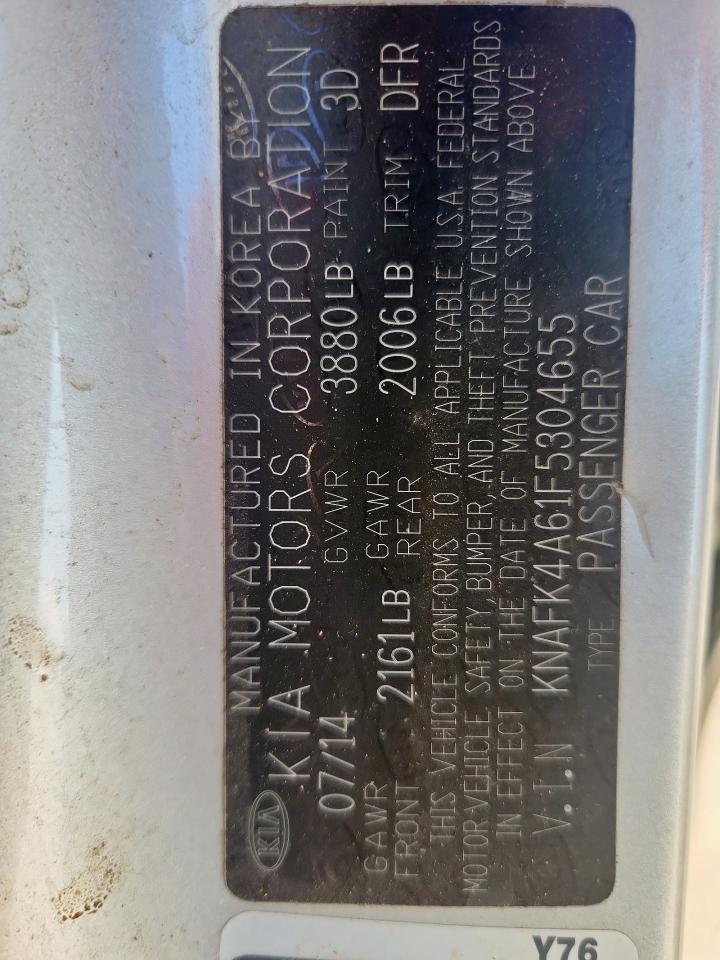 MANUFACTURED IN KOREA BY
KIA KIA MOTORS CORPORATION
07/14 GVWR 3880LB PAINT 3D
GAWR FRONT 2161LB GAWR REAR 2006LB TRIM DFR
THIS VEHICLE CONFORMS TO ALL APPLICABLE U.S.A. FEDERAL
MOTOR VEHICLE SAFETY, BUMPER, AND THEFT PREVENTION STANDARDS
IN EFFECT ON THE DATE OF MANUFACTURE SHOWN ABOVE
V.I.N KNAFK4A61F5304655
TYPE. PASSENGER CAR
Y76